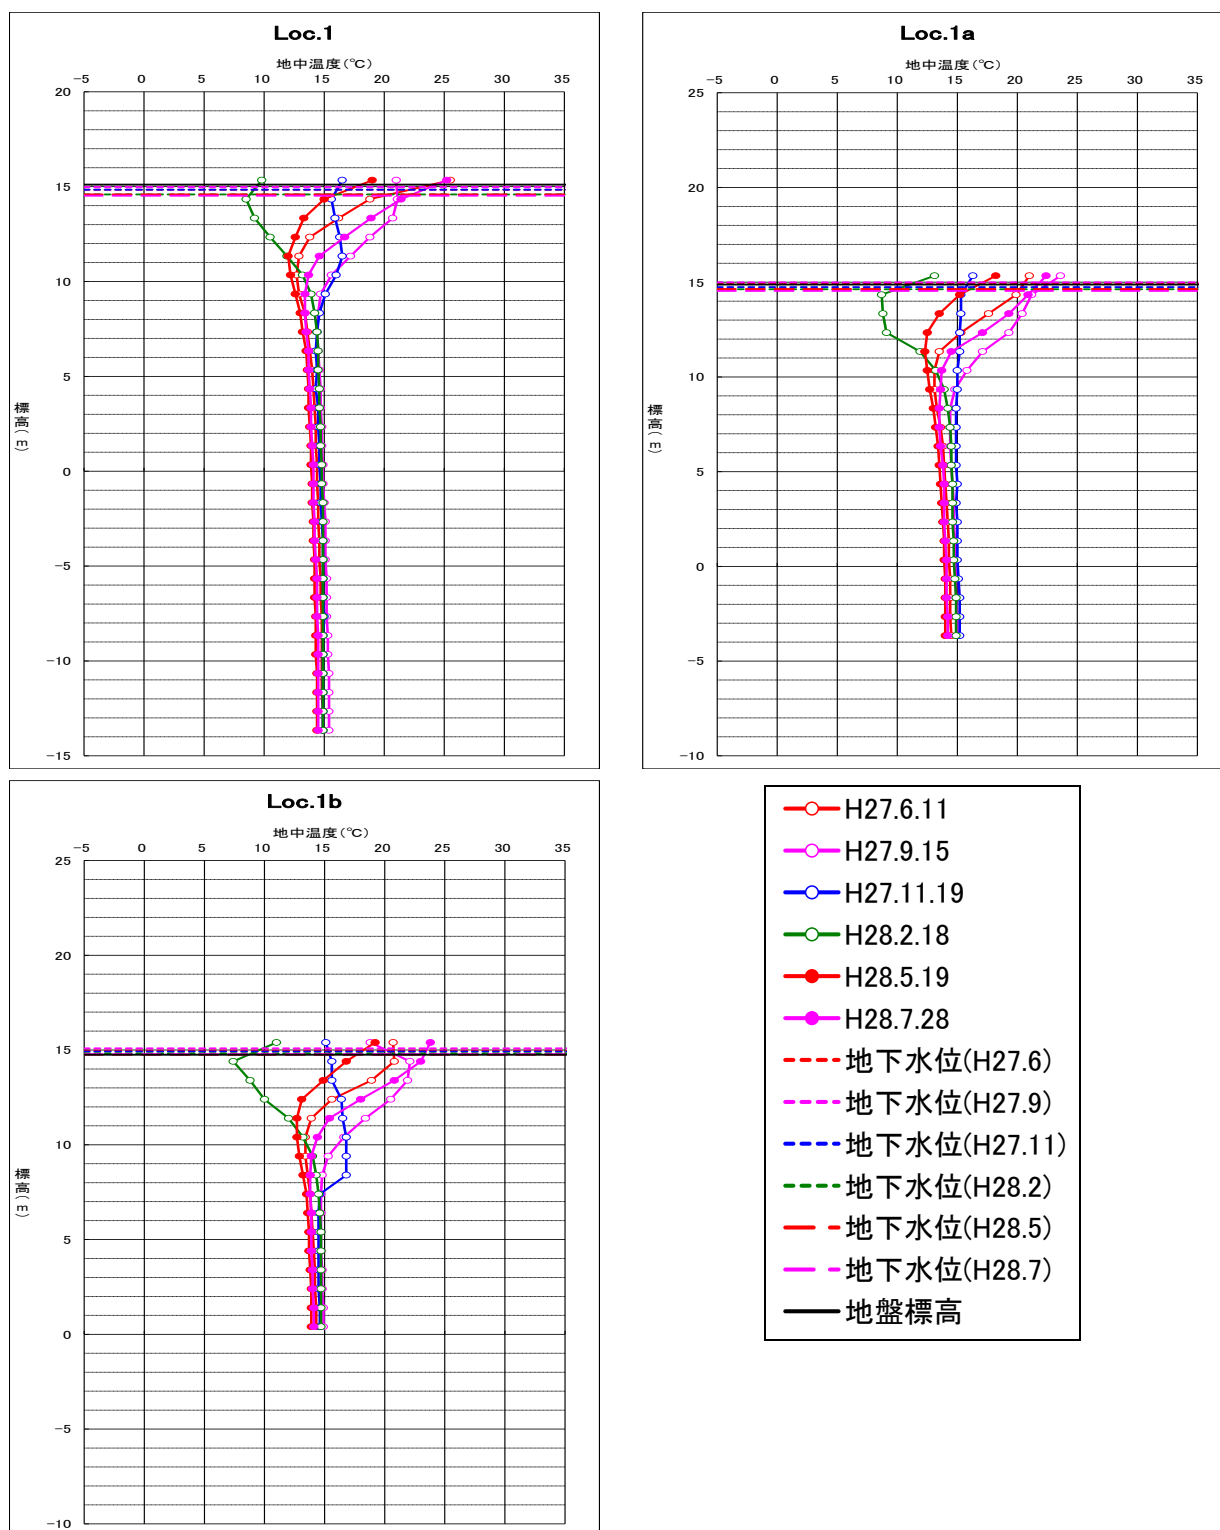 Loc.1
地中温度(℃)
-5 0 5 10 15 20 25 30 35
20
15
10
5
0
-5
-10
-15
標高(m)
Loc.1a
地中温度(℃)
-5 0 5 10 15 20 25 30 35
25
20
15
10
5
0
-5
-10
標高(m)
Loc.1b
地中温度(℃)
-5 0 5 10 15 20 25 30 35
25
20
15
10
5
0
-5
-10
標高(m)
H27.6.11
H27.9.15
H27.11.19
H28.2.18
H28.5.19
H28.7.28
地下水位(H27.6)
地下水位(H27.9)
地下水位(H27.11)
地下水位(H28.2)
地下水位(H28.5)
地下水位(H28.7)
地盤標高